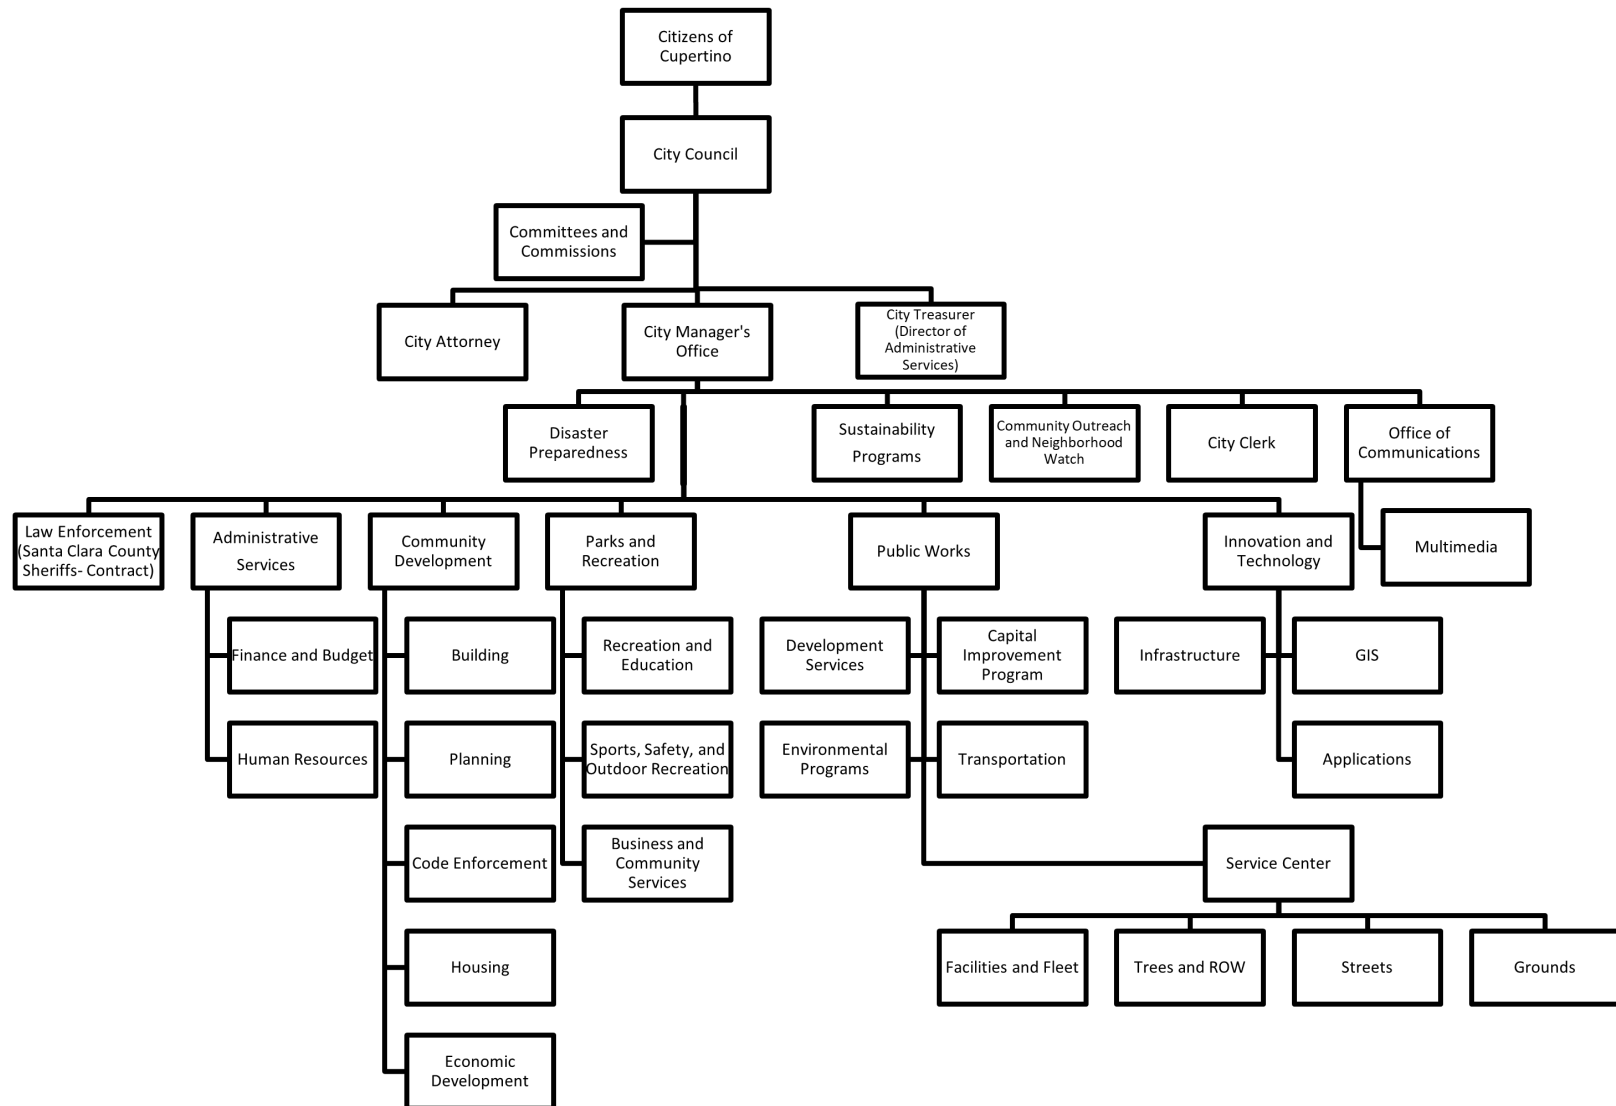 Citizens of
Cupertino
City Council
Committees and
Commissions
City Attorney
City Manager's
Office
City Treasurer
(Director of
Administrative
Services)
Disaster
Preparedness
Sustainability
Programs
Community Outreach
and Neighborhood
Watch
City Clerk
Office of
Communications
Law Enforcement
(Santa Clara County
Sheriffs- Contract)
Administrative
Services
Community
Development
Parks and
Recreation
Public Works
Innovation and
Technology
Multimedia
Finance and Budget
Building
Recreation and
Education
Development
Services
Capital
Improvement
Program
Infrastructure
GIS
Human Resources
Planning
Sports, Safety, and
Outdoor Recreation
Environmental
Programs
Transportation
Applications
Code Enforcement
Business and
Community
Services
Service Center
Housing
Facilities and Fleet
Trees and ROW
Streets
Grounds
Economic
Development